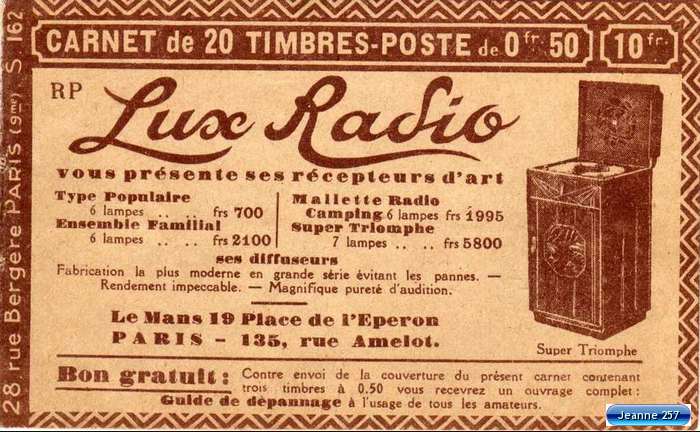 CARNET de 20 TIMBRES-POSTE de 0 fr. 50
10 fr.
28 rue Bergère PARIS (9me) S. 162
RP
Lux Radio
vous présente ses récepteurs d'art
Type Populaire
6 lampes .. .. frs 700
Ensemble Familial
6 lampes .. .. frs 2100
Mallette Radio
Camping 6 lampes frs 1995
Super Triomphe
7 lampes .. .. frs 5800
ses diffuseurs
Fabrication la plus moderne en grande série évitant les pannes. —
Rendement impeccable. — Magnifique pureté d'audition.
Le Mans 19 Place de l'Eperon
PARIS - 135, rue Amelot.
Super Triomphe
Bon gratuit : Contre envoi de la couverture du présent carnet contenant
trois timbres à 0.50 vous recevrez un ouvrage complet :
Guide de dépannage à l'usage de tous les amateurs.
Jeanne 257